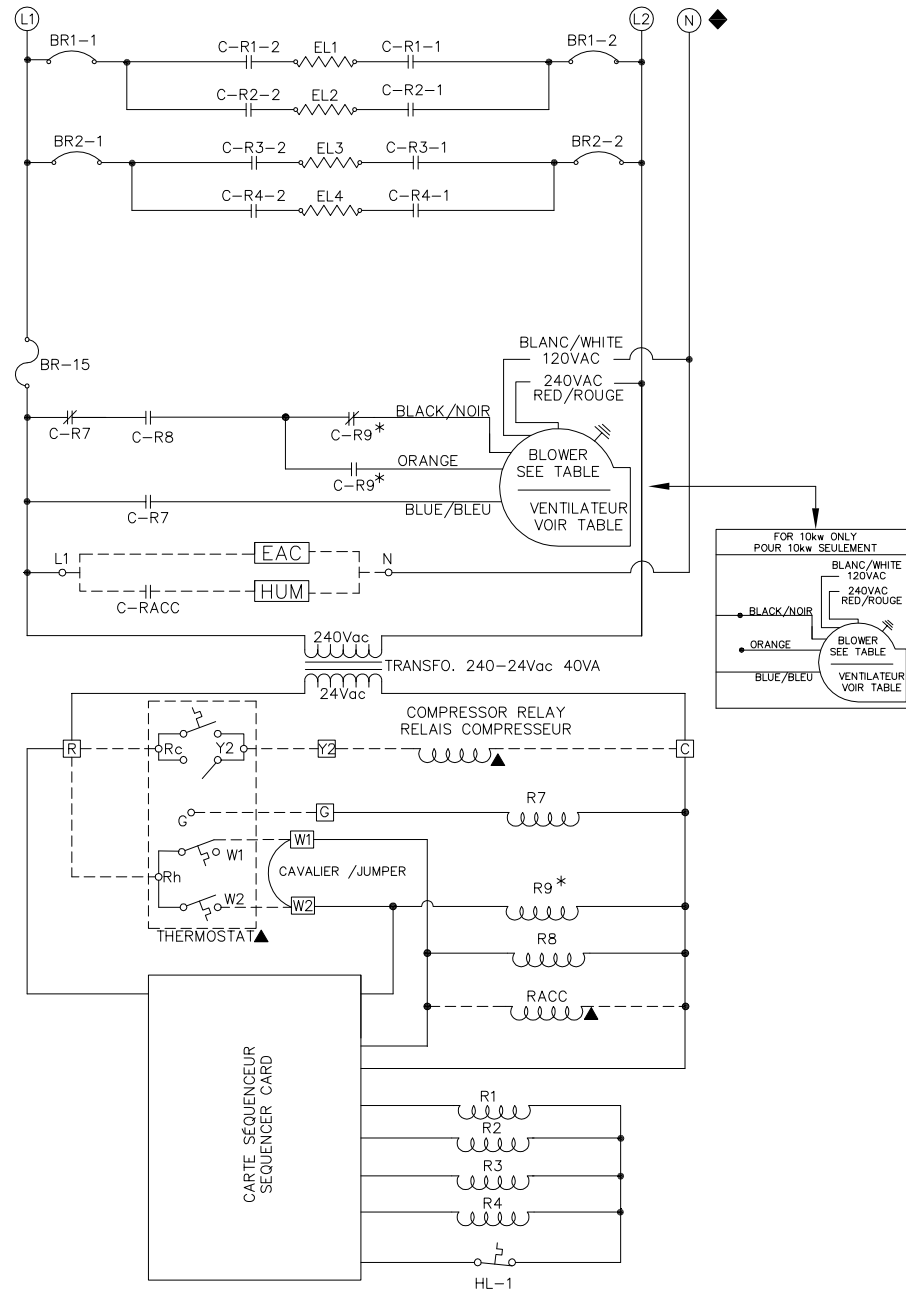 L1
L2
N
BR1-1
C-R1-2
EL1
C-R1-1
BR1-2
C-R2-2
EL2
C-R2-1
BR2-1
C-R3-2
EL3
C-R3-1
BR2-2
C-R4-2
EL4
C-R4-1
BR-15
BLANC/WHITE
120VAC
240VAC
RED/ROUGE
C-R7
C-R8
C-R9*
BLACK/NOIR
C-R9*
ORANGE
C-R7
BLUE/BLEU
BLOWER
SEE TABLE
VENTILATEUR
VOIR TABLE
FOR 10kw ONLY
POUR 10kw SEULEMENT
BLANC/WHITE
120VAC
240VAC
RED/ROUGE
BLACK/NOIR
ORANGE
BLUE/BLEU
BLOWER
SEE TABLE
VENTILATEUR
VOIR TABLE
L1
EAC
N
HUM
C-RACC
240Vac
TRANSFO. 240-24Vac 40VA
24Vac
COMPRESSOR RELAY
RELAIS COMPRESSEUR
R
Rc
Y2
Y2
C
G
G
R7
W1
W1
CAVALIER /JUMPER
Rh
W2
W2
R9*
THERMOSTAT▲
R8
RACC
CARTE SÉQUENCEUR
SEQUENCER CARD
R1
R2
R3
R4
HL-1